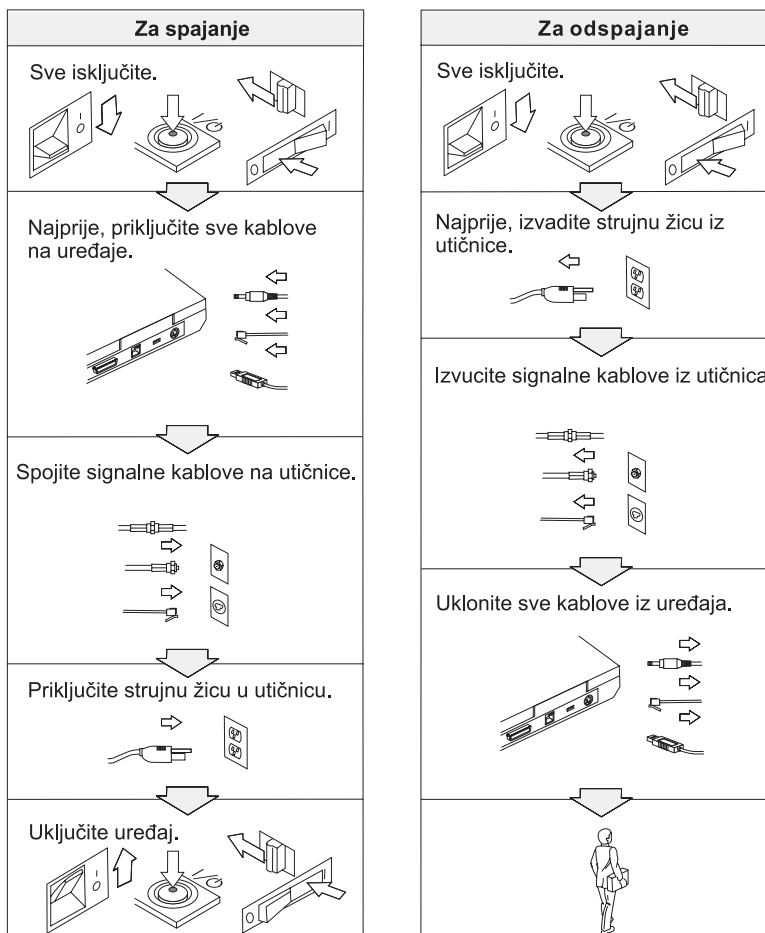 Za spajanje
Sve isključite.
Najprije, priključite sve kablove
na uređaje.
Spojite signalne kablove na utičnice.
Priključite strujnu žicu u utičnicu.
Uključite uređaj.
Za odspajanje
Sve isključite.
Najprije, izvadite strujnu žicu iz
utičnice.
Izvucite signalne kablove iz utičnica
Uklonite sve kablove iz uređaja.